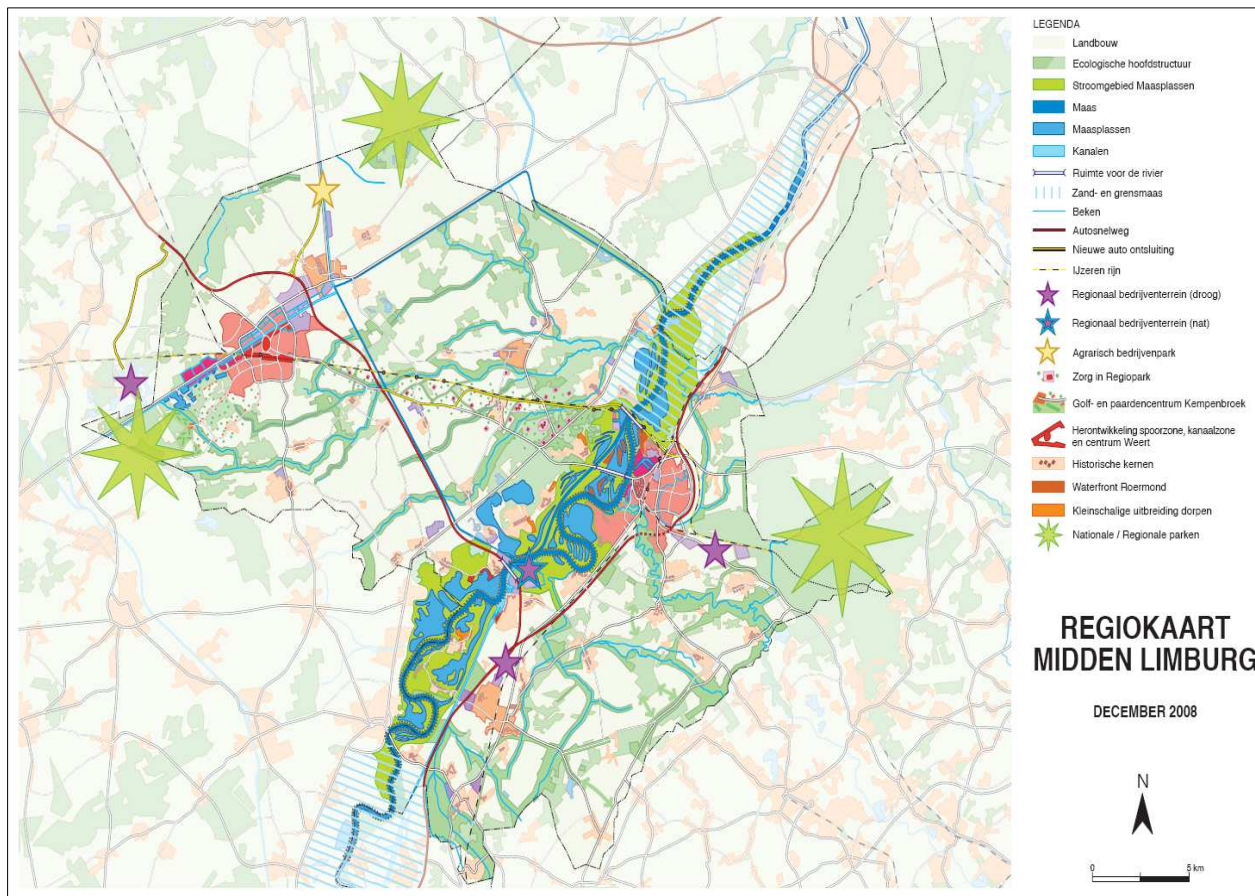 LEGENDA
Landbouw
Ecologische hoofdstructuur
Stroomgebied Maasplassen
Maas
Maasplassen
Kanalen
Ruimte voor de rivier
Zand- en grensmaas
Beken
Autosnelweg
Nieuwe auto ontsluiting
IJzeren rijn
Regionaal bedrijventerrein (droog)
Regionaal bedrijventerrein (nat)
Agrarisch bedrijvenpark
Zorg in Regiopark
Golf- en paardencentrum Kempenbroek
Herontwikkeling spoorzone, kanaalzone
en centrum Weert
Historische kernen
Waterfront Roermond
Kleinschalige uitbreiding dorpen
Nationale / Regionale parken
REGIOKAART
MIDDEN LIMBURG
DECEMBER 2008
N
0 5 km